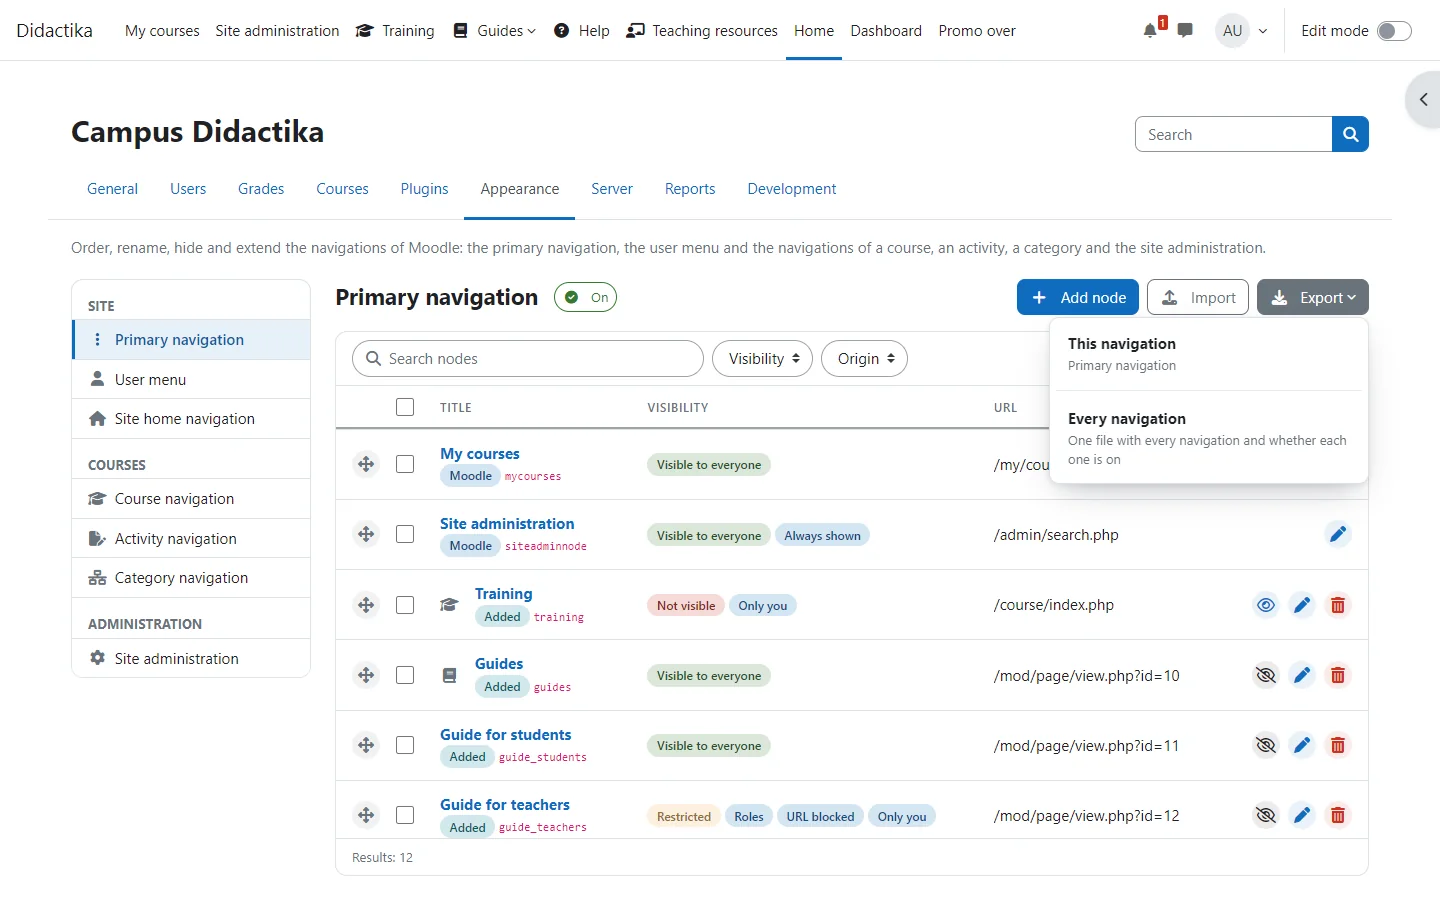 Didactika
My courses
Site administration
Training
Guides
Help
Teaching resources
Home
Dashboard
Promo over
1
AU
Edit mode
Campus Didactika
Search
General
Users
Grades
Courses
Plugins
Appearance
Server
Reports
Development
Order, rename, hide and extend the navigations of Moodle: the primary navigation, the user menu and the navigations of a course, an activity, a category and the site administration.
SITE
Primary navigation
User menu
Site home navigation
COURSES
Course navigation
Activity navigation
Category navigation
ADMINISTRATION
Site administration
Primary navigation
On
Add node
Import
Export
This navigation
Primary navigation
Every navigation
One file with every navigation and whether each
one is on
Search nodes
Visibility
Origin
TITLE
VISIBILITY
URL
My courses
Moodle mycourses
Visible to everyone
/my/cou
Site administration
Moodle siteadminnode
Visible to everyone
Always shown
/admin/search.php
Training
Added training
Not visible
Only you
/course/index.php
Guides
Added guides
Visible to everyone
/mod/page/view.php?id=10
Guide for students
Added guide_students
Visible to everyone
/mod/page/view.php?id=11
Guide for teachers
Added guide_teachers
Restricted
Roles
URL blocked
Only you
/mod/page/view.php?id=12
Results: 12